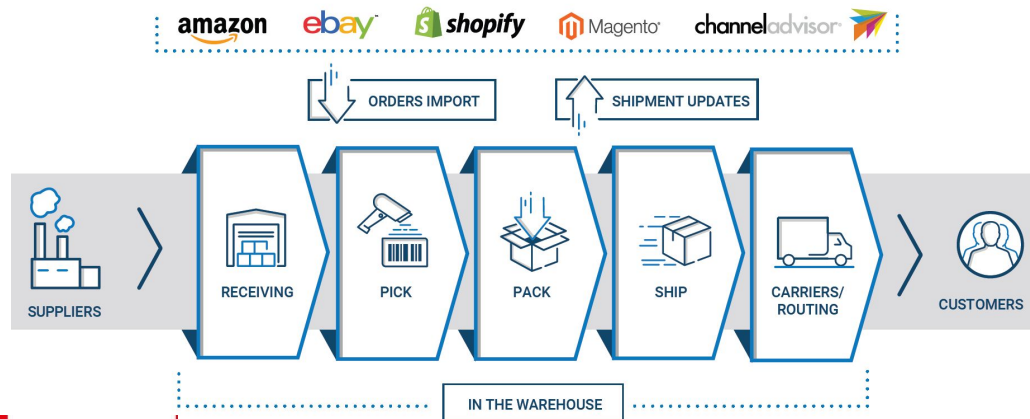 amazon
ebay
shopify
Magento
channeladvisor
ORDERS IMPORT
SHIPMENT UPDATES
SUPPLIERS
RECEIVING
PICK
PACK
SHIP
CARRIERS/
ROUTING
CUSTOMERS
IN THE WAREHOUSE